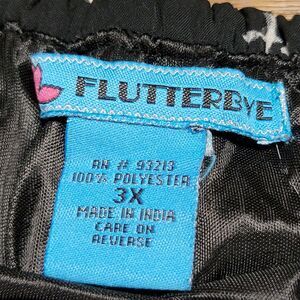 FLUTTERBYE
RN # 93213
100% POLYESTER
3X
MADE IN INDIA
CARE ON
REVERSE